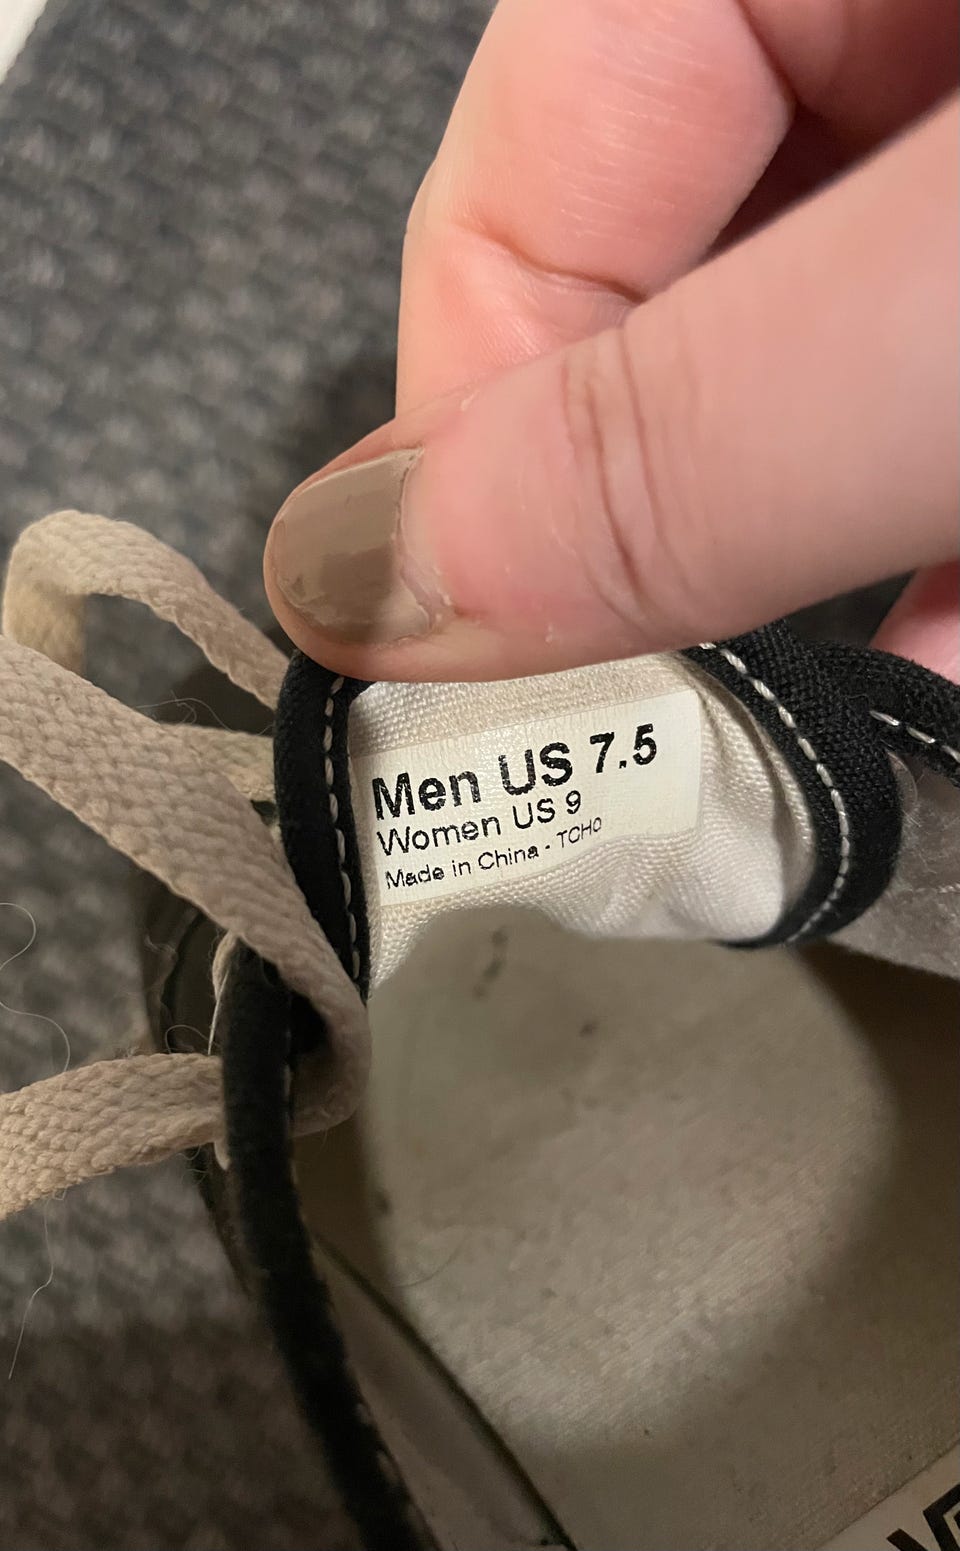 Men US 7.5
Women US 9
Made in China - TCHO